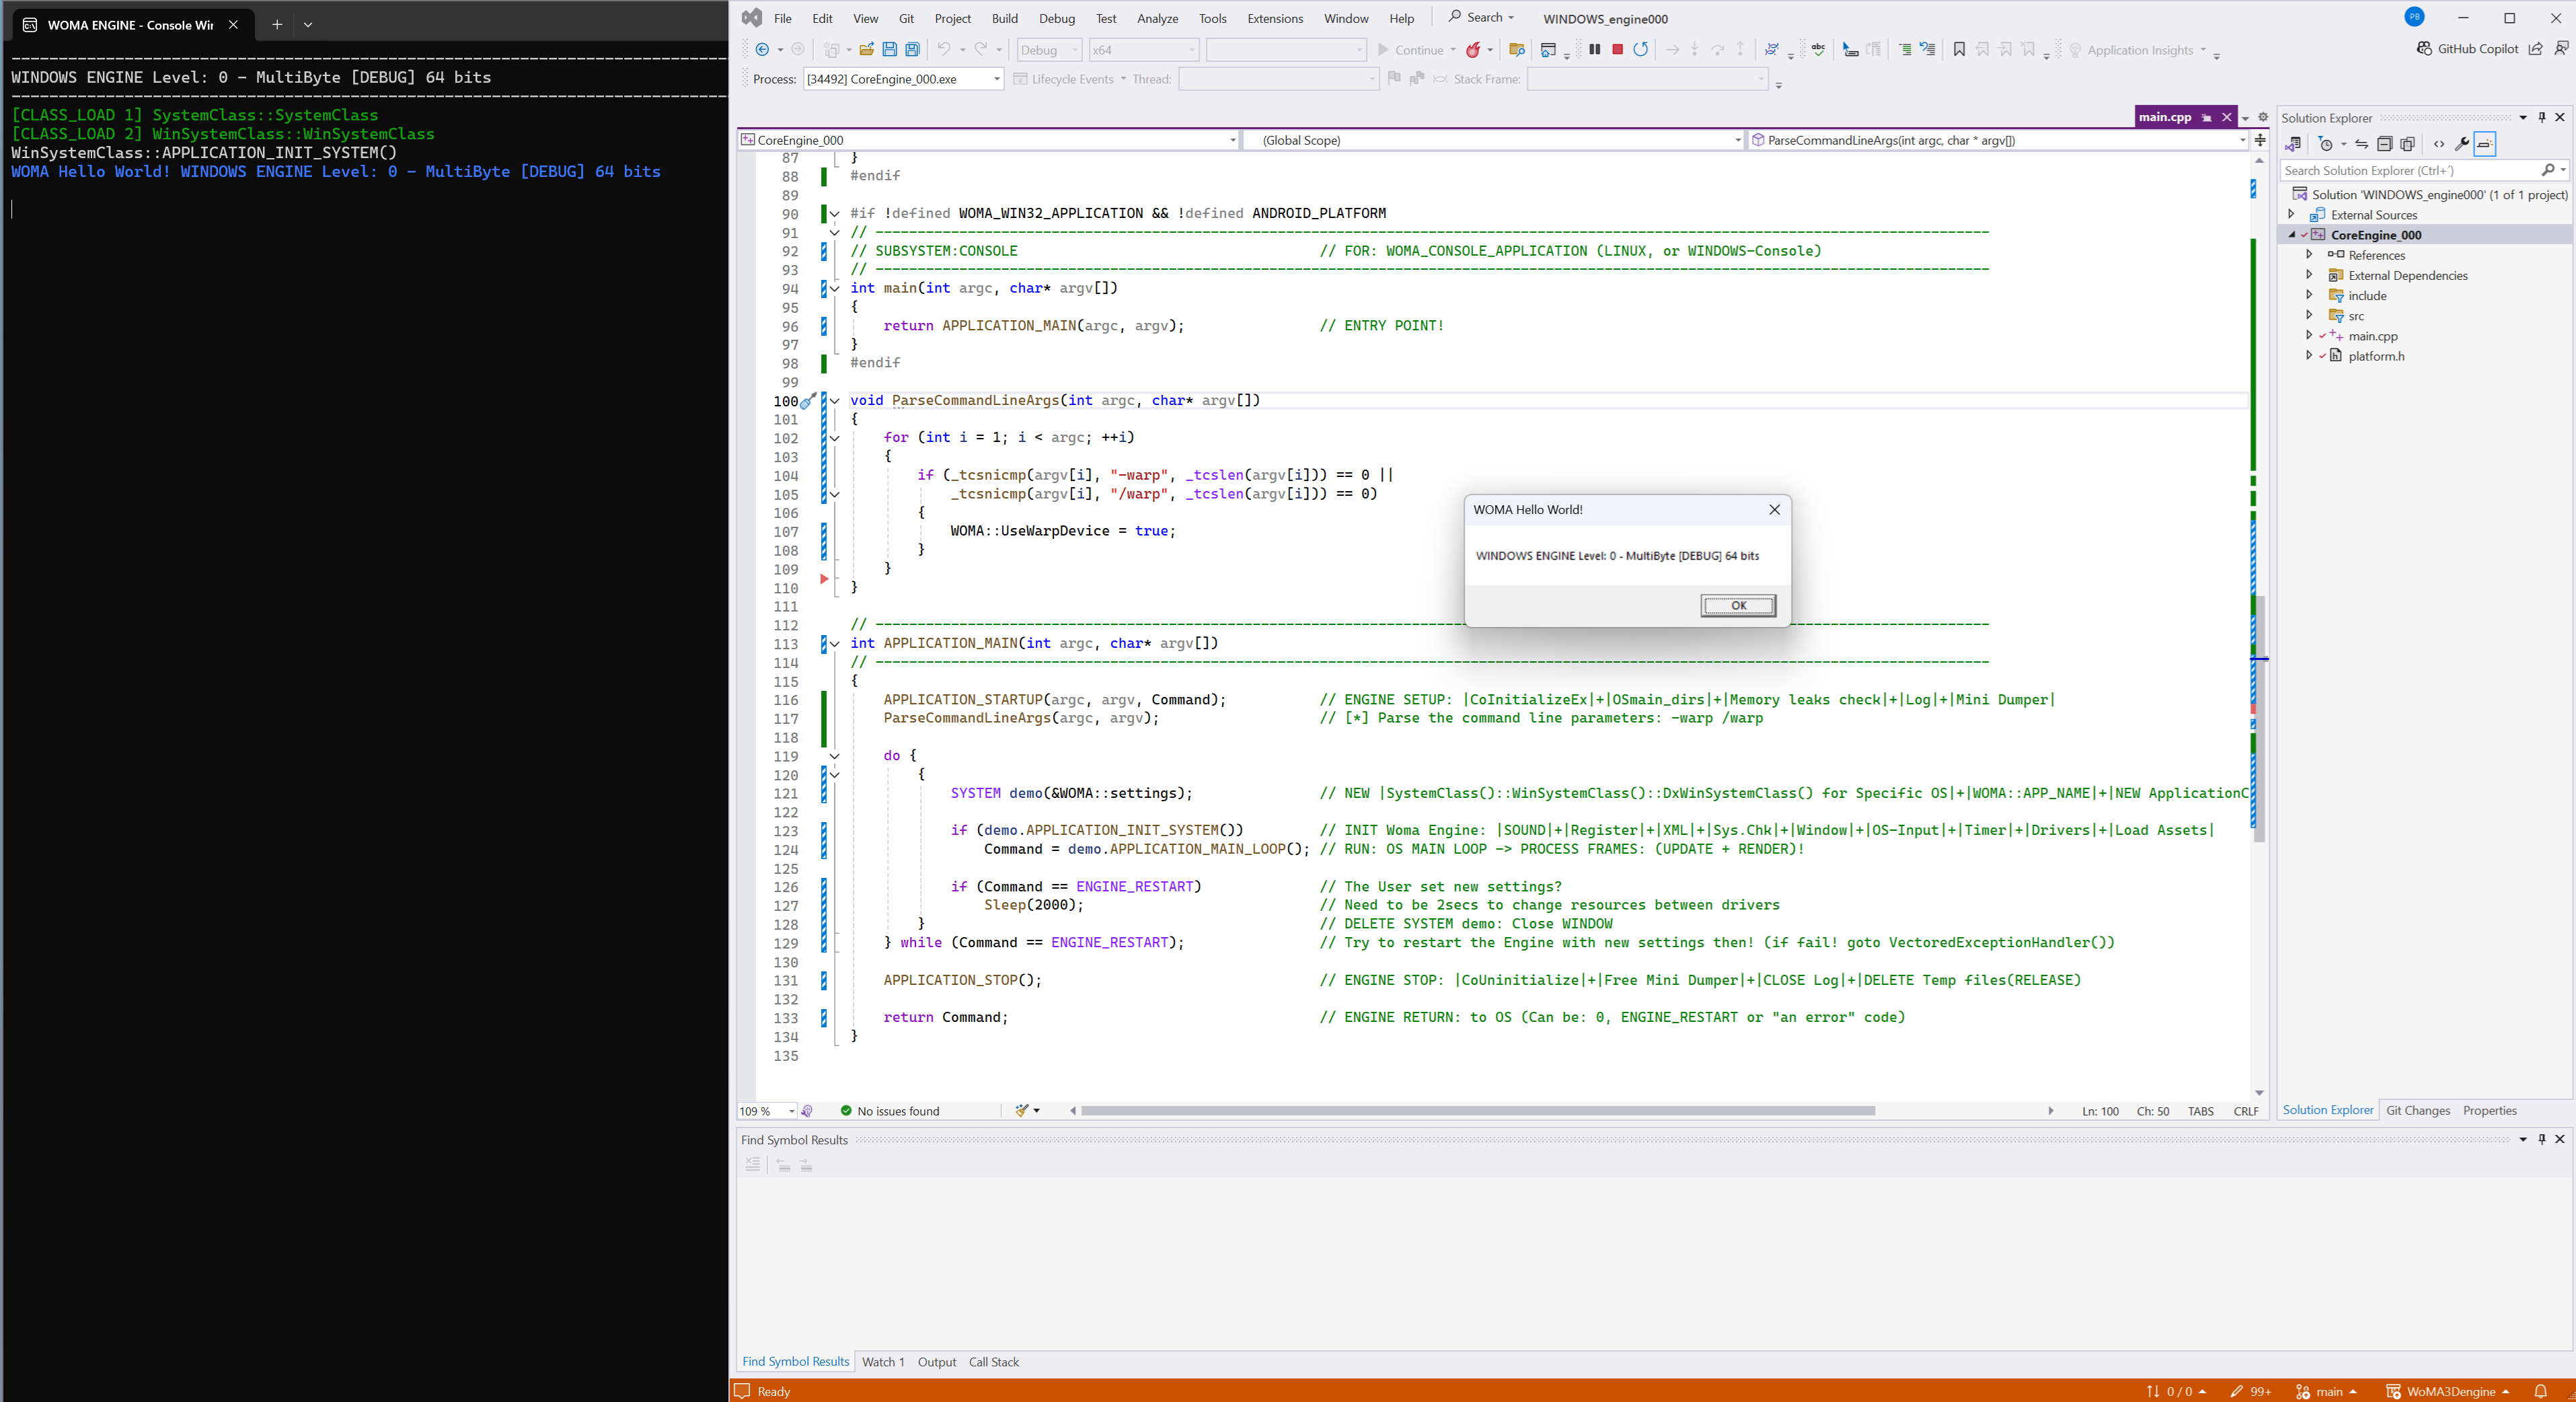 WOMA ENGINE - Console Wir
WINDOWS ENGINE Level: 0 - MultiByte [DEBUG] 64 bits
[CLASS_LOAD 1] SystemClass::SystemClass
[CLASS_LOAD 2] WinSystemClass::WinSystemClass
WinSystemClass::APPLICATION_INIT_SYSTEM()
WOMA Hello World! WINDOWS ENGINE Level: 0 - MultiByte [DEBUG] 64 bits
File Edit View Git Project Build Debug Test Analyze Tools Extensions Window Help Search WINDOWS_engine000 PB
Debug x64 Continue Application Insights GitHub Copilot
Process: [34492] CoreEngine_000.exe Lifecycle Events Thread: Stack Frame:
main.cpp
CoreEngine_000 (Global Scope) ParseCommandLineArgs(int argc, char * argv[])
87 }
88 #endif
89
90 #if !defined WOMA_WIN32_APPLICATION && !defined ANDROID_PLATFORM
91 // ---------------------------------------------------------------------------------------------
92 // SUBSYSTEM:CONSOLE // FOR: WOMA_CONSOLE_APPLICATION (LINUX, or WINDOWS-Console)
93 // ---------------------------------------------------------------------------------------------
94 int main(int argc, char* argv[])
95 {
96 return APPLICATION_MAIN(argc, argv); // ENTRY POINT!
97 }
98 #endif
99
100 void ParseCommandLineArgs(int argc, char* argv[])
101 {
102 for (int i = 1; i < argc; ++i)
103 {
104 if (_tcsnicmp(argv[i], "-warp", _tcslen(argv[i])) == 0 ||
105 _tcsnicmp(argv[i], "/warp", _tcslen(argv[i])) == 0)
106 {
107 WOMA::UseWarpDevice = true;
108 }
109 }
110 }
111
112 // ---------------------------------------------------------------------------------------------
113 int APPLICATION_MAIN(int argc, char* argv[])
114 // ---------------------------------------------------------------------------------------------
115 {
116 APPLICATION_STARTUP(argc, argv, Command); // ENGINE SETUP: |CoInitializeEx|+|OSmain_dirs|+|Memory leaks check|+|Log|+|Mini Dumper|
117 ParseCommandLineArgs(argc, argv); // [*] Parse the command line parameters: -warp /warp
118
119 do {
120 {
121 SYSTEM demo(&WOMA::settings); // NEW |SystemClass()::WinSystemClass()::DxWinSystemClass() for Specific OS|+|WOMA::APP_NAME|+|NEW ApplicationC
122
123 if (demo.APPLICATION_INIT_SYSTEM()) // INIT Woma Engine: |SOUND|+|Register|+|XML|+|Sys.Chk|+|Window|+|OS-Input|+|Timer|+|Drivers|+|Load Assets|
124 Command = demo.APPLICATION_MAIN_LOOP(); // RUN: OS MAIN LOOP -> PROCESS FRAMES: (UPDATE + RENDER)!
125
126 if (Command == ENGINE_RESTART) // The User set new settings?
127 Sleep(2000); // Need to be 2secs to change resources between drivers
128 } // DELETE SYSTEM demo: Close WINDOW
129 } while (Command == ENGINE_RESTART); // Try to restart the Engine with new settings then! (if fail! goto VectoredExceptionHandler())
130
131 APPLICATION_STOP(); // ENGINE STOP: |CoUninitialize|+|Free Mini Dumper|+|CLOSE Log|+|DELETE Temp files(RELEASE)
132
133 return Command; // ENGINE RETURN: to OS (Can be: 0, ENGINE_RESTART or "an error" code)
134 }
135
WOMA Hello World!
WINDOWS ENGINE Level: 0 - MultiByte [DEBUG] 64 bits
OK
109 % No issues found Ln: 100 Ch: 50 TABS CRLF
Solution Explorer
Search Solution Explorer (Ctrl+´)
Solution 'WINDOWS_engine000' (1 of 1 project)
External Sources
CoreEngine_000
References
External Dependencies
include
src
main.cpp
platform.h
Solution Explorer Git Changes Properties
Find Symbol Results
Find Symbol Results Watch 1 Output Call Stack
Ready 0 / 0 99+ main WoMA3Dengine